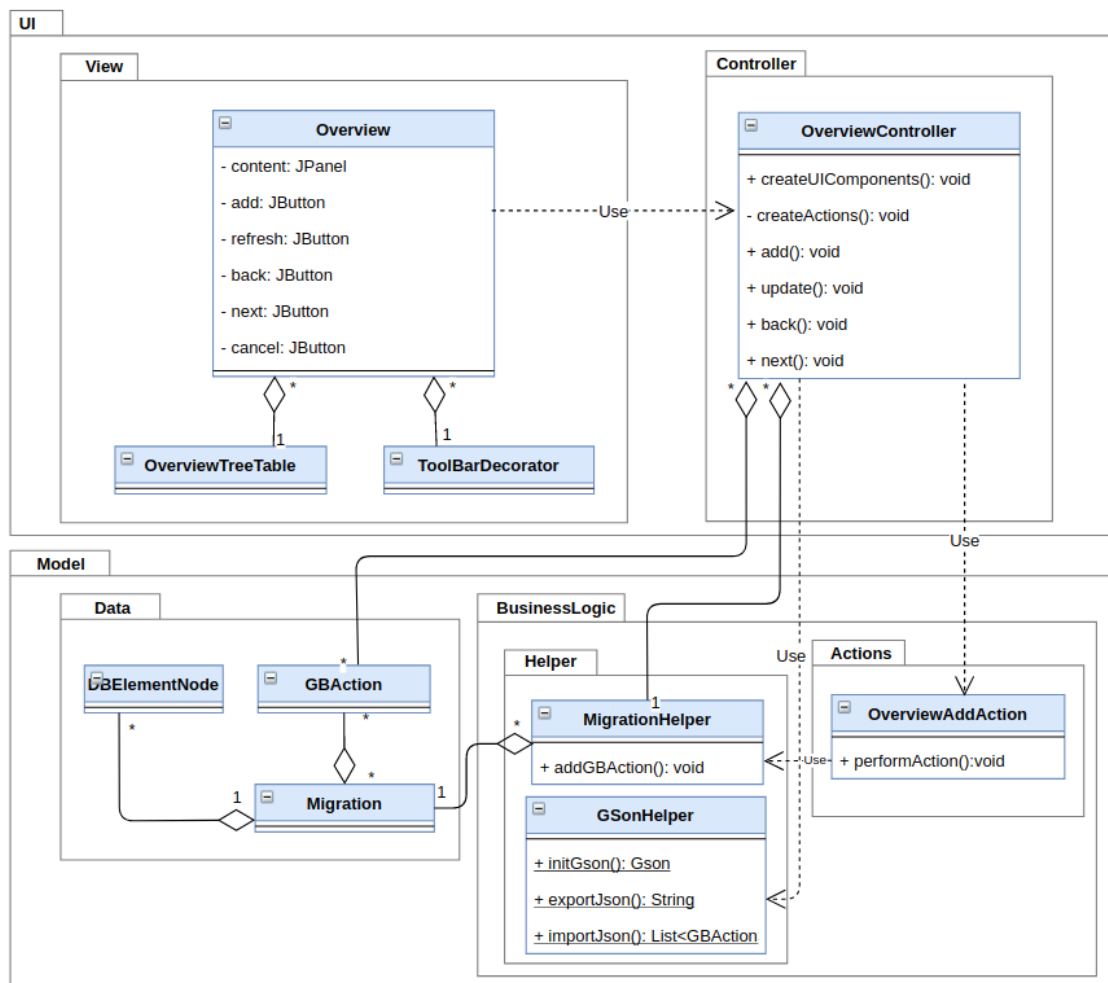 UI
View
Controller
Overview
- content: JPanel
- add: JButton
- refresh: JButton
- back: JButton
- next: JButton
- cancel: JButton
Use
OverviewController
+ createUIComponents(): void
- createActions(): void
+ add(): void
+ update(): void
+ back(): void
+ next(): void
*
*
*
*
1
1
OverviewTreeTable
ToolBarDecorator
Use
Model
Data
BusinessLogic
Helper
Use
Actions
*
DBElementNode
GBAction
*
*
1
MigrationHelper
+ addGBAction(): void
*
OverviewAddAction
+ performAction():void
Use
*
1
Migration
1
GSonHelper
+ initGson(): Gson
+ exportJson(): String
+ importJson(): List<GBAction